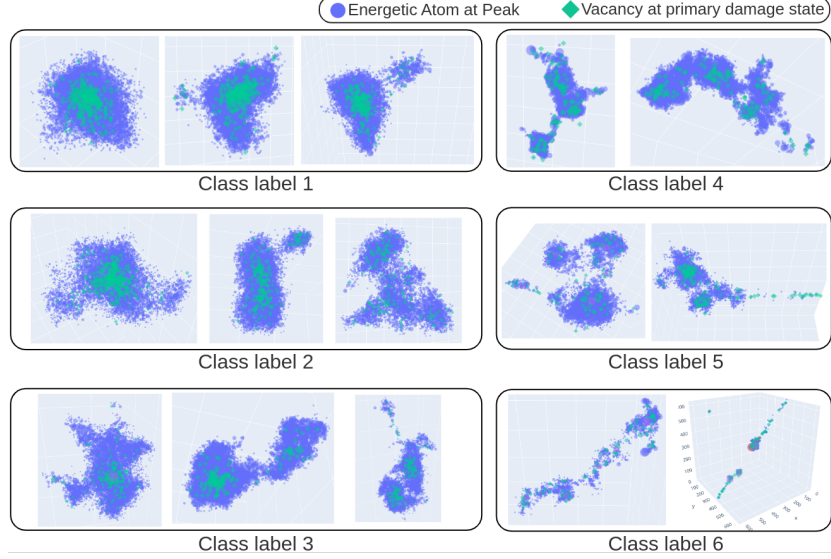 Energetic Atom at Peak Vacancy at primary damage state
Class label 1
Class label 4
Class label 2
Class label 5
Class label 3
Class label 6